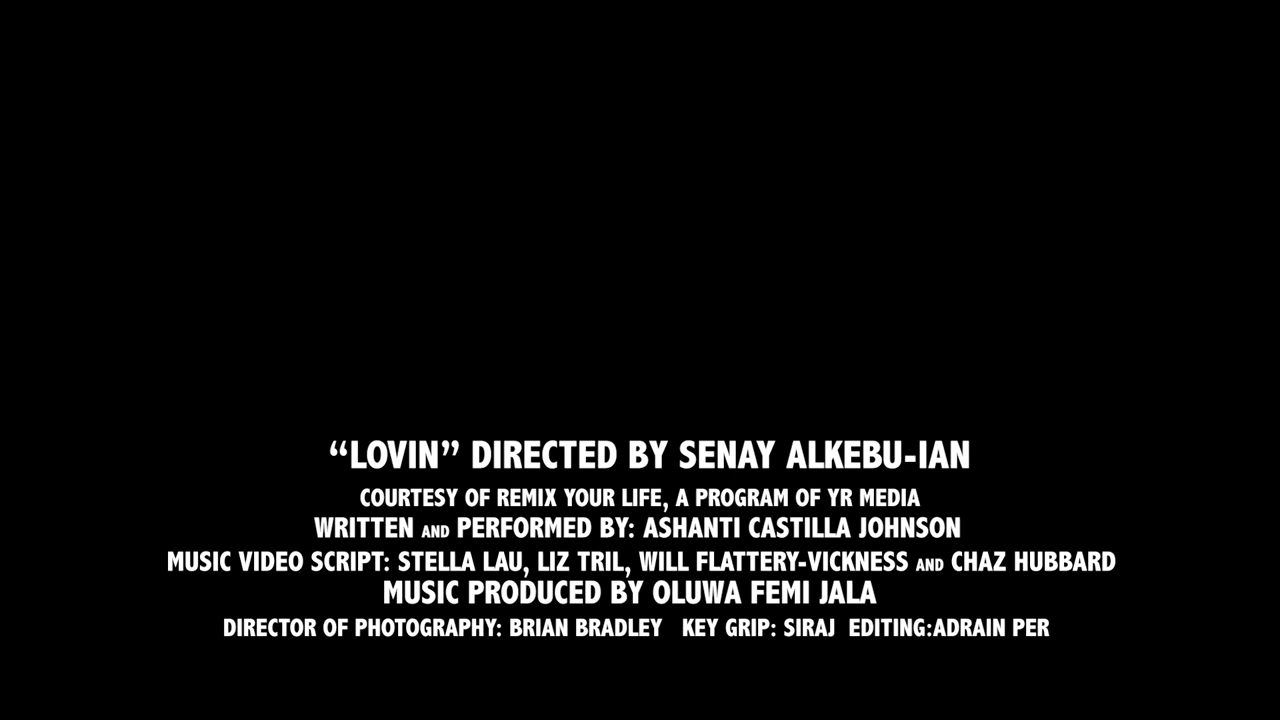 “LOVIN” DIRECTED BY SENAY ALKEBU-IAN
COURTESY OF REMIX YOUR LIFE, A PROGRAM OF YR MEDIA
WRITTEN AND PERFORMED BY: ASHANTI CASTILLA JOHNSON
MUSIC VIDEO SCRIPT: STELLA LAU, LIZ TRIL, WILL FLATTERY-VICKNESS AND CHAZ HUBBARD
MUSIC PRODUCED BY OLUWA FEMI JALA
DIRECTOR OF PHOTOGRAPHY: BRIAN BRADLEY KEY GRIP: SIRAJ EDITING:ADRAIN PER